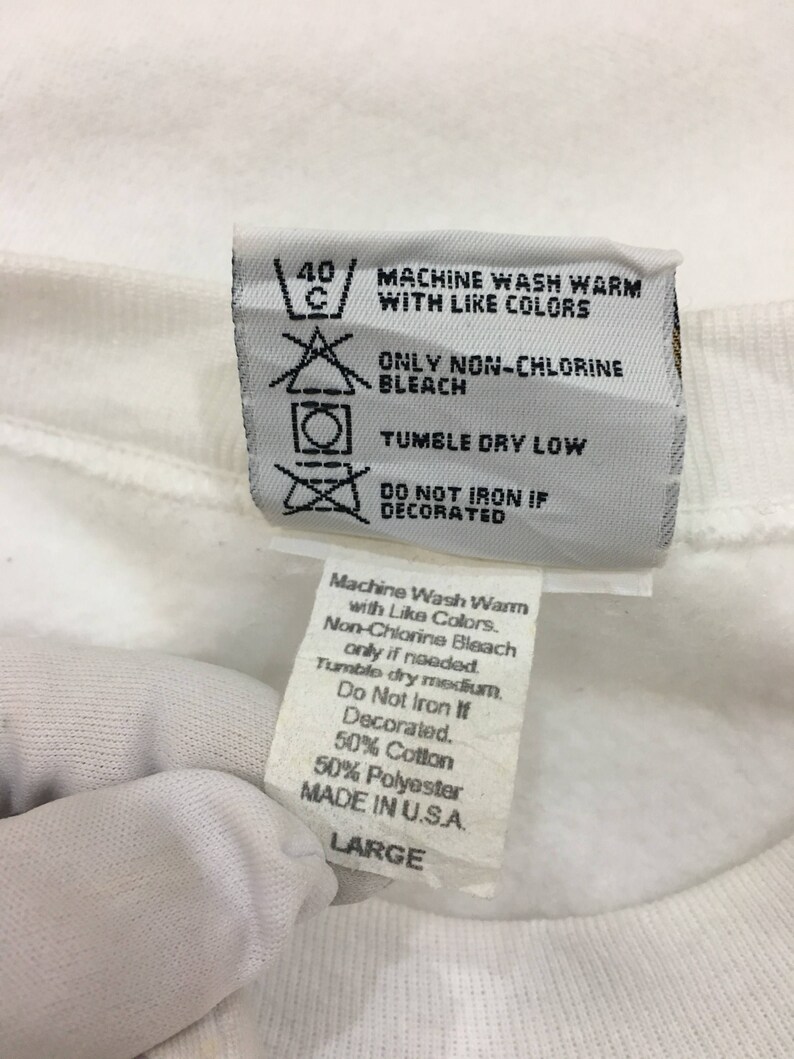 40
C
MACHINE WASH WARM
WITH LIKE COLORS
ONLY NON-CHLORINE
BLEACH
TUMBLE DRY LOW
DO NOT IRON IF
DECORATED
Machine Wash Warm
with Like Colors.
Non-Chlorine Bleach
only if needed.
Tumble dry medium.
Do Not Iron If
Decorated.
50% Cotton
50% Polyester
MADE IN U.S.A.
LARGE